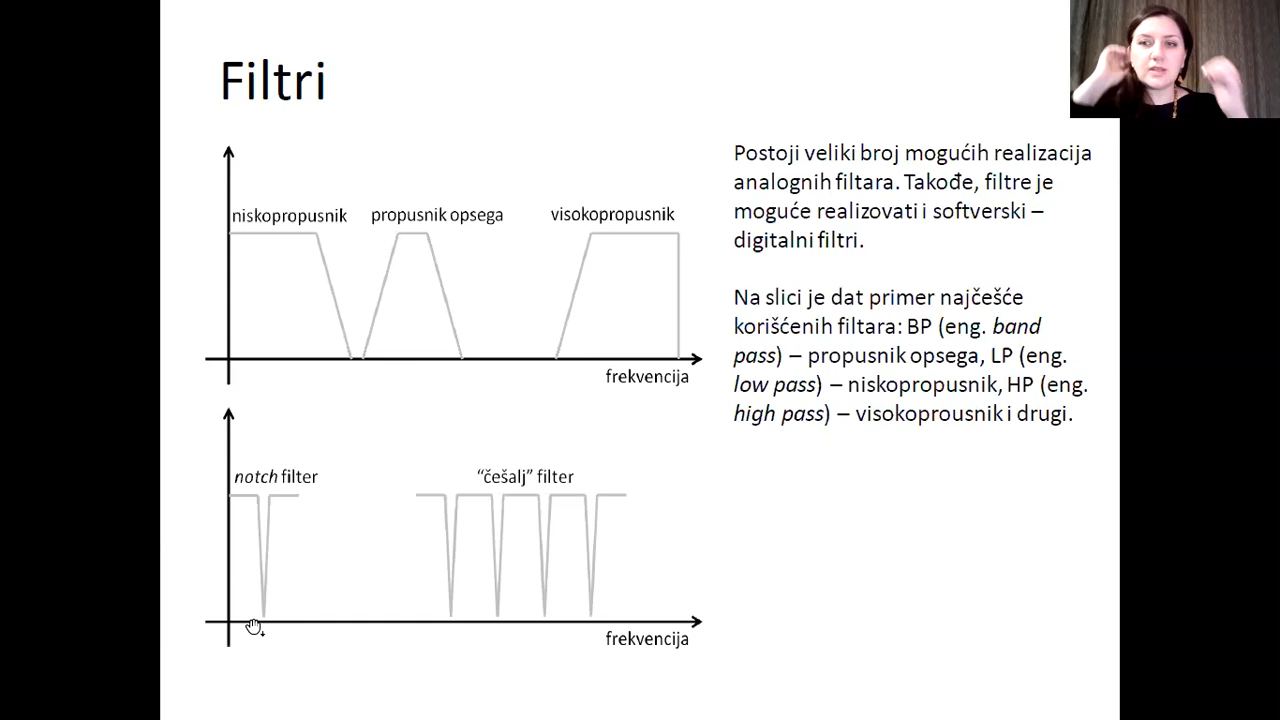 Filtri
niskopropusnik
propusnik opsega
visokopropusnik
frekvencija
notch filter
“češalj” filter
frekvencija
Postoji veliki broj mogućih realizacija
analognih filtara. Takođe, filtre je
moguće realizovati i softverski –
digitalni filtri.
Na slici je dat primer najčešće
korišćenih filtara: BP (eng. band
pass) – propusnik opsega, LP (eng.
low pass) – niskopropusnik, HP (eng.
high pass) – visokoprousnik i drugi.